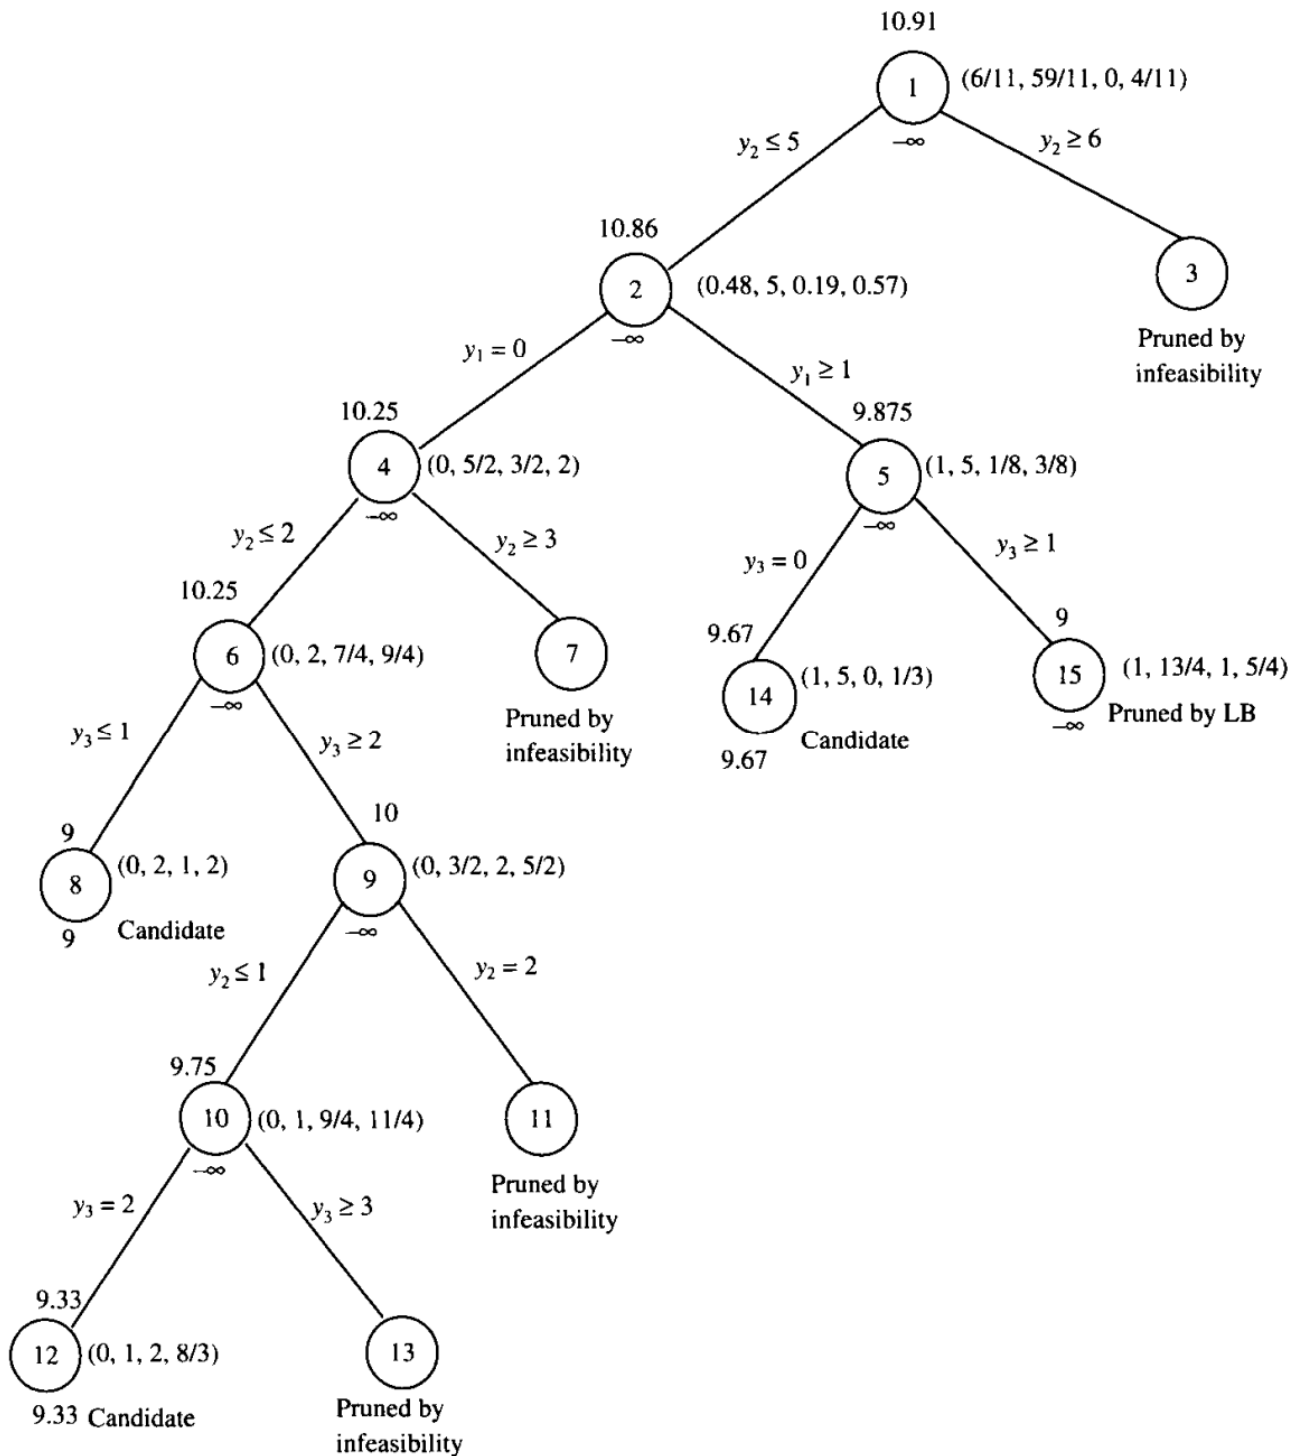 10.91
1
(6/11, 59/11, 0, 4/11)
–∞
y₂ ≤ 5
y₂ ≥ 6
10.86
2
(0.48, 5, 0.19, 0.57)
–∞
3
Pruned by
infeasibility
y₁ = 0
y₁ ≥ 1
10.25
4
(0, 5/2, 3/2, 2)
–∞
9.875
5
(1, 5, 1/8, 3/8)
–∞
y₂ ≤ 2
y₂ ≥ 3
y₃ = 0
y₃ ≥ 1
10.25
6
(0, 2, 7/4, 9/4)
–∞
7
Pruned by
infeasibility
9.67
14
(1, 5, 0, 1/3)
Candidate
9.67
9
15
(1, 13/4, 1, 5/4)
–∞
Pruned by LB
y₃ ≤ 1
y₃ ≥ 2
9
8
(0, 2, 1, 2)
9
Candidate
10
9
(0, 3/2, 2, 5/2)
–∞
y₂ ≤ 1
y₂ = 2
9.75
10
(0, 1, 9/4, 11/4)
–∞
11
Pruned by
infeasibility
y₃ = 2
y₃ ≥ 3
9.33
12
(0, 1, 2, 8/3)
9.33 Candidate
13
Pruned by
infeasibility